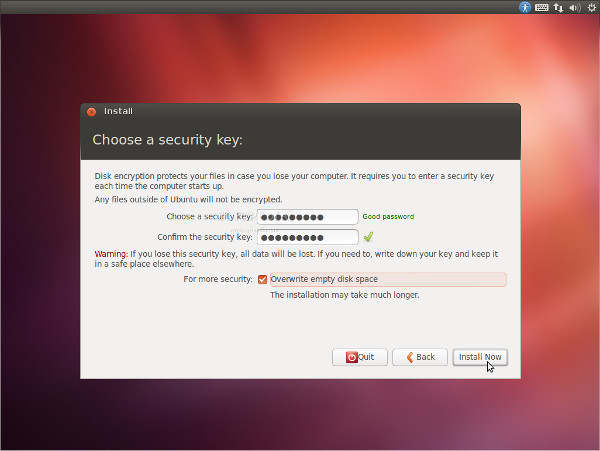 Install
Choose a security key:
Disk encryption protects your files in case you lose your computer. It requires you to enter a security key
each time the computer starts up.
Any files outside of Ubuntu will not be encrypted.
Choose a security key:
Good password
Confirm the security key:
Warning: If you lose this security key, all data will be lost. If you need to, write down your key and keep it
in a safe place elsewhere.
For more security:
Overwrite empty disk space
The installation may take much longer.
Quit
Back
Install Now